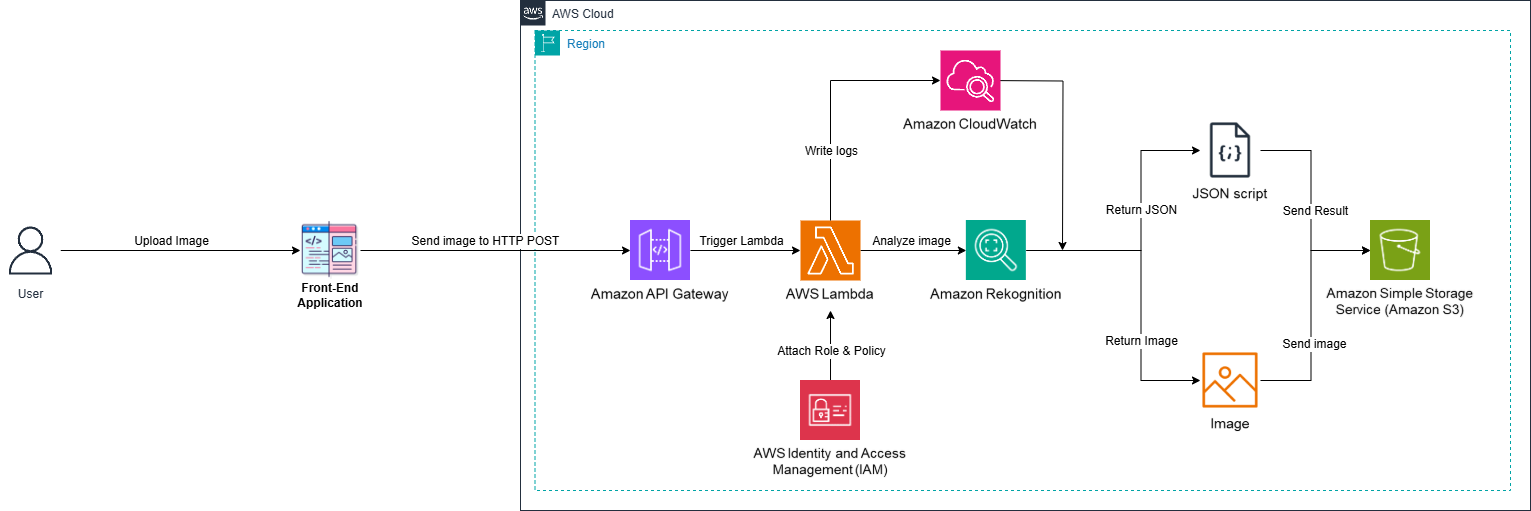 aws
AWS Cloud
Region
Amazon CloudWatch
Write logs
{;}
JSON script
Return JSON
Send Result
User
Upload Image
</>
Front-End
Application
Send image to HTTP POST
</>
Amazon API Gateway
Trigger Lambda
AWS Lambda
Analyze image
Amazon Rekognition
Amazon Simple Storage
Service (Amazon S3)
Return Image
Send image
Image
Attach Role & Policy
AWS Identity and Access
Management (IAM)